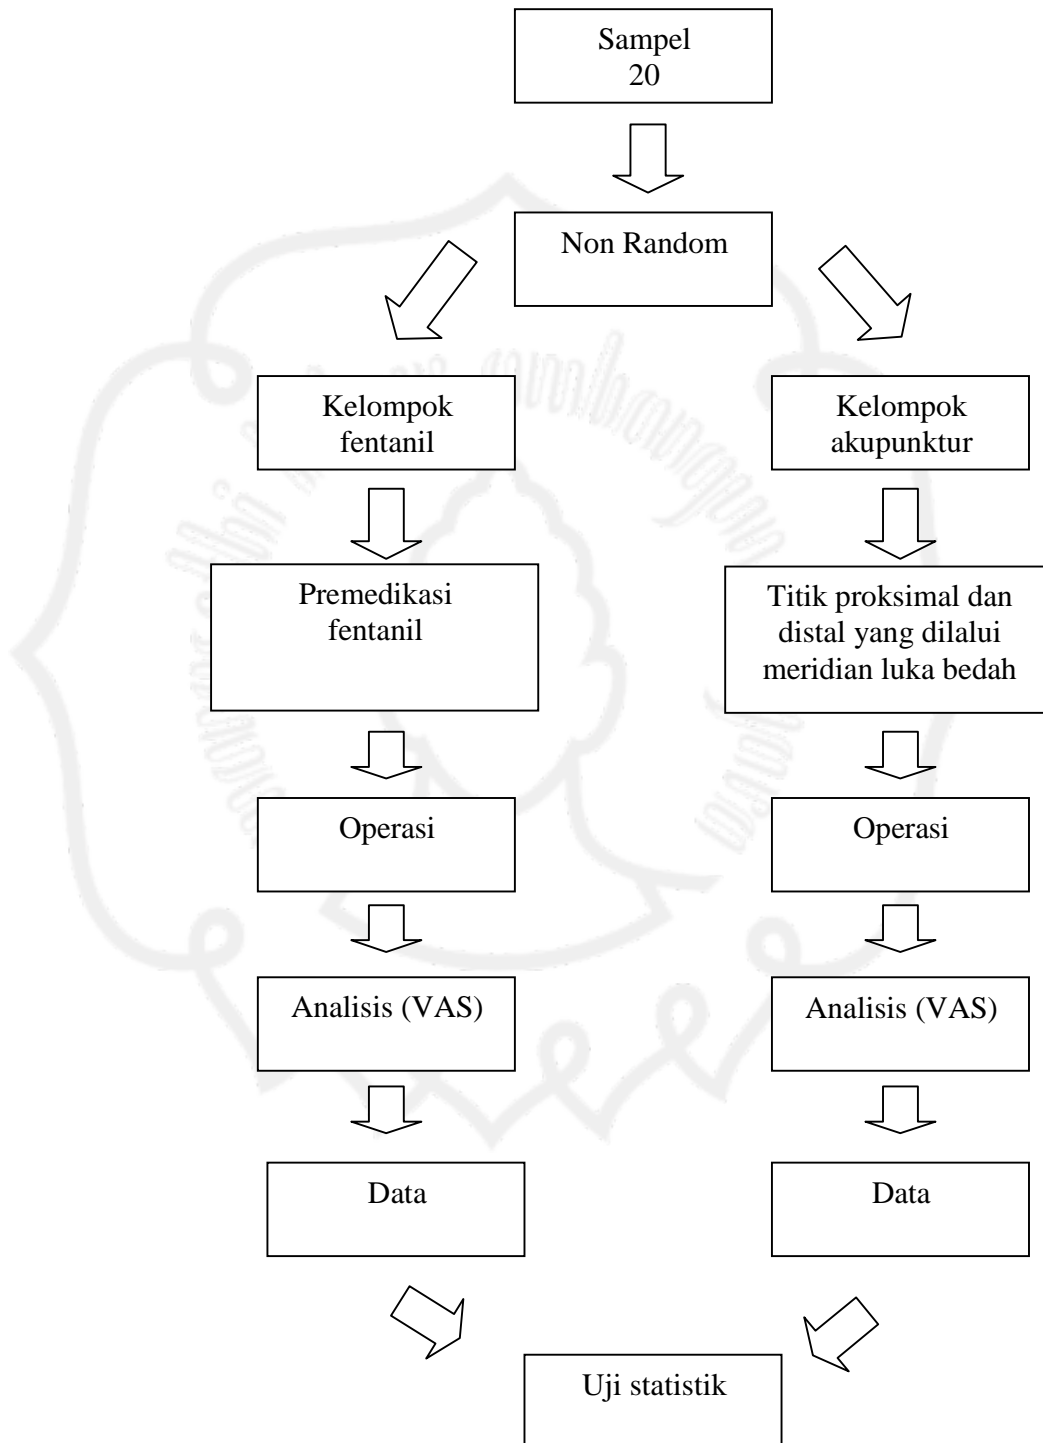 Sampel
20
Non Random
Kelompok
fentanil
Kelompok
akupunktur
Premedikasi
fentanil
Titik proksimal dan
distal yang dilalui
meridian luka bedah
Operasi
Operasi
Analisis (VAS)
Analisis (VAS)
Data
Data
Uji statistik